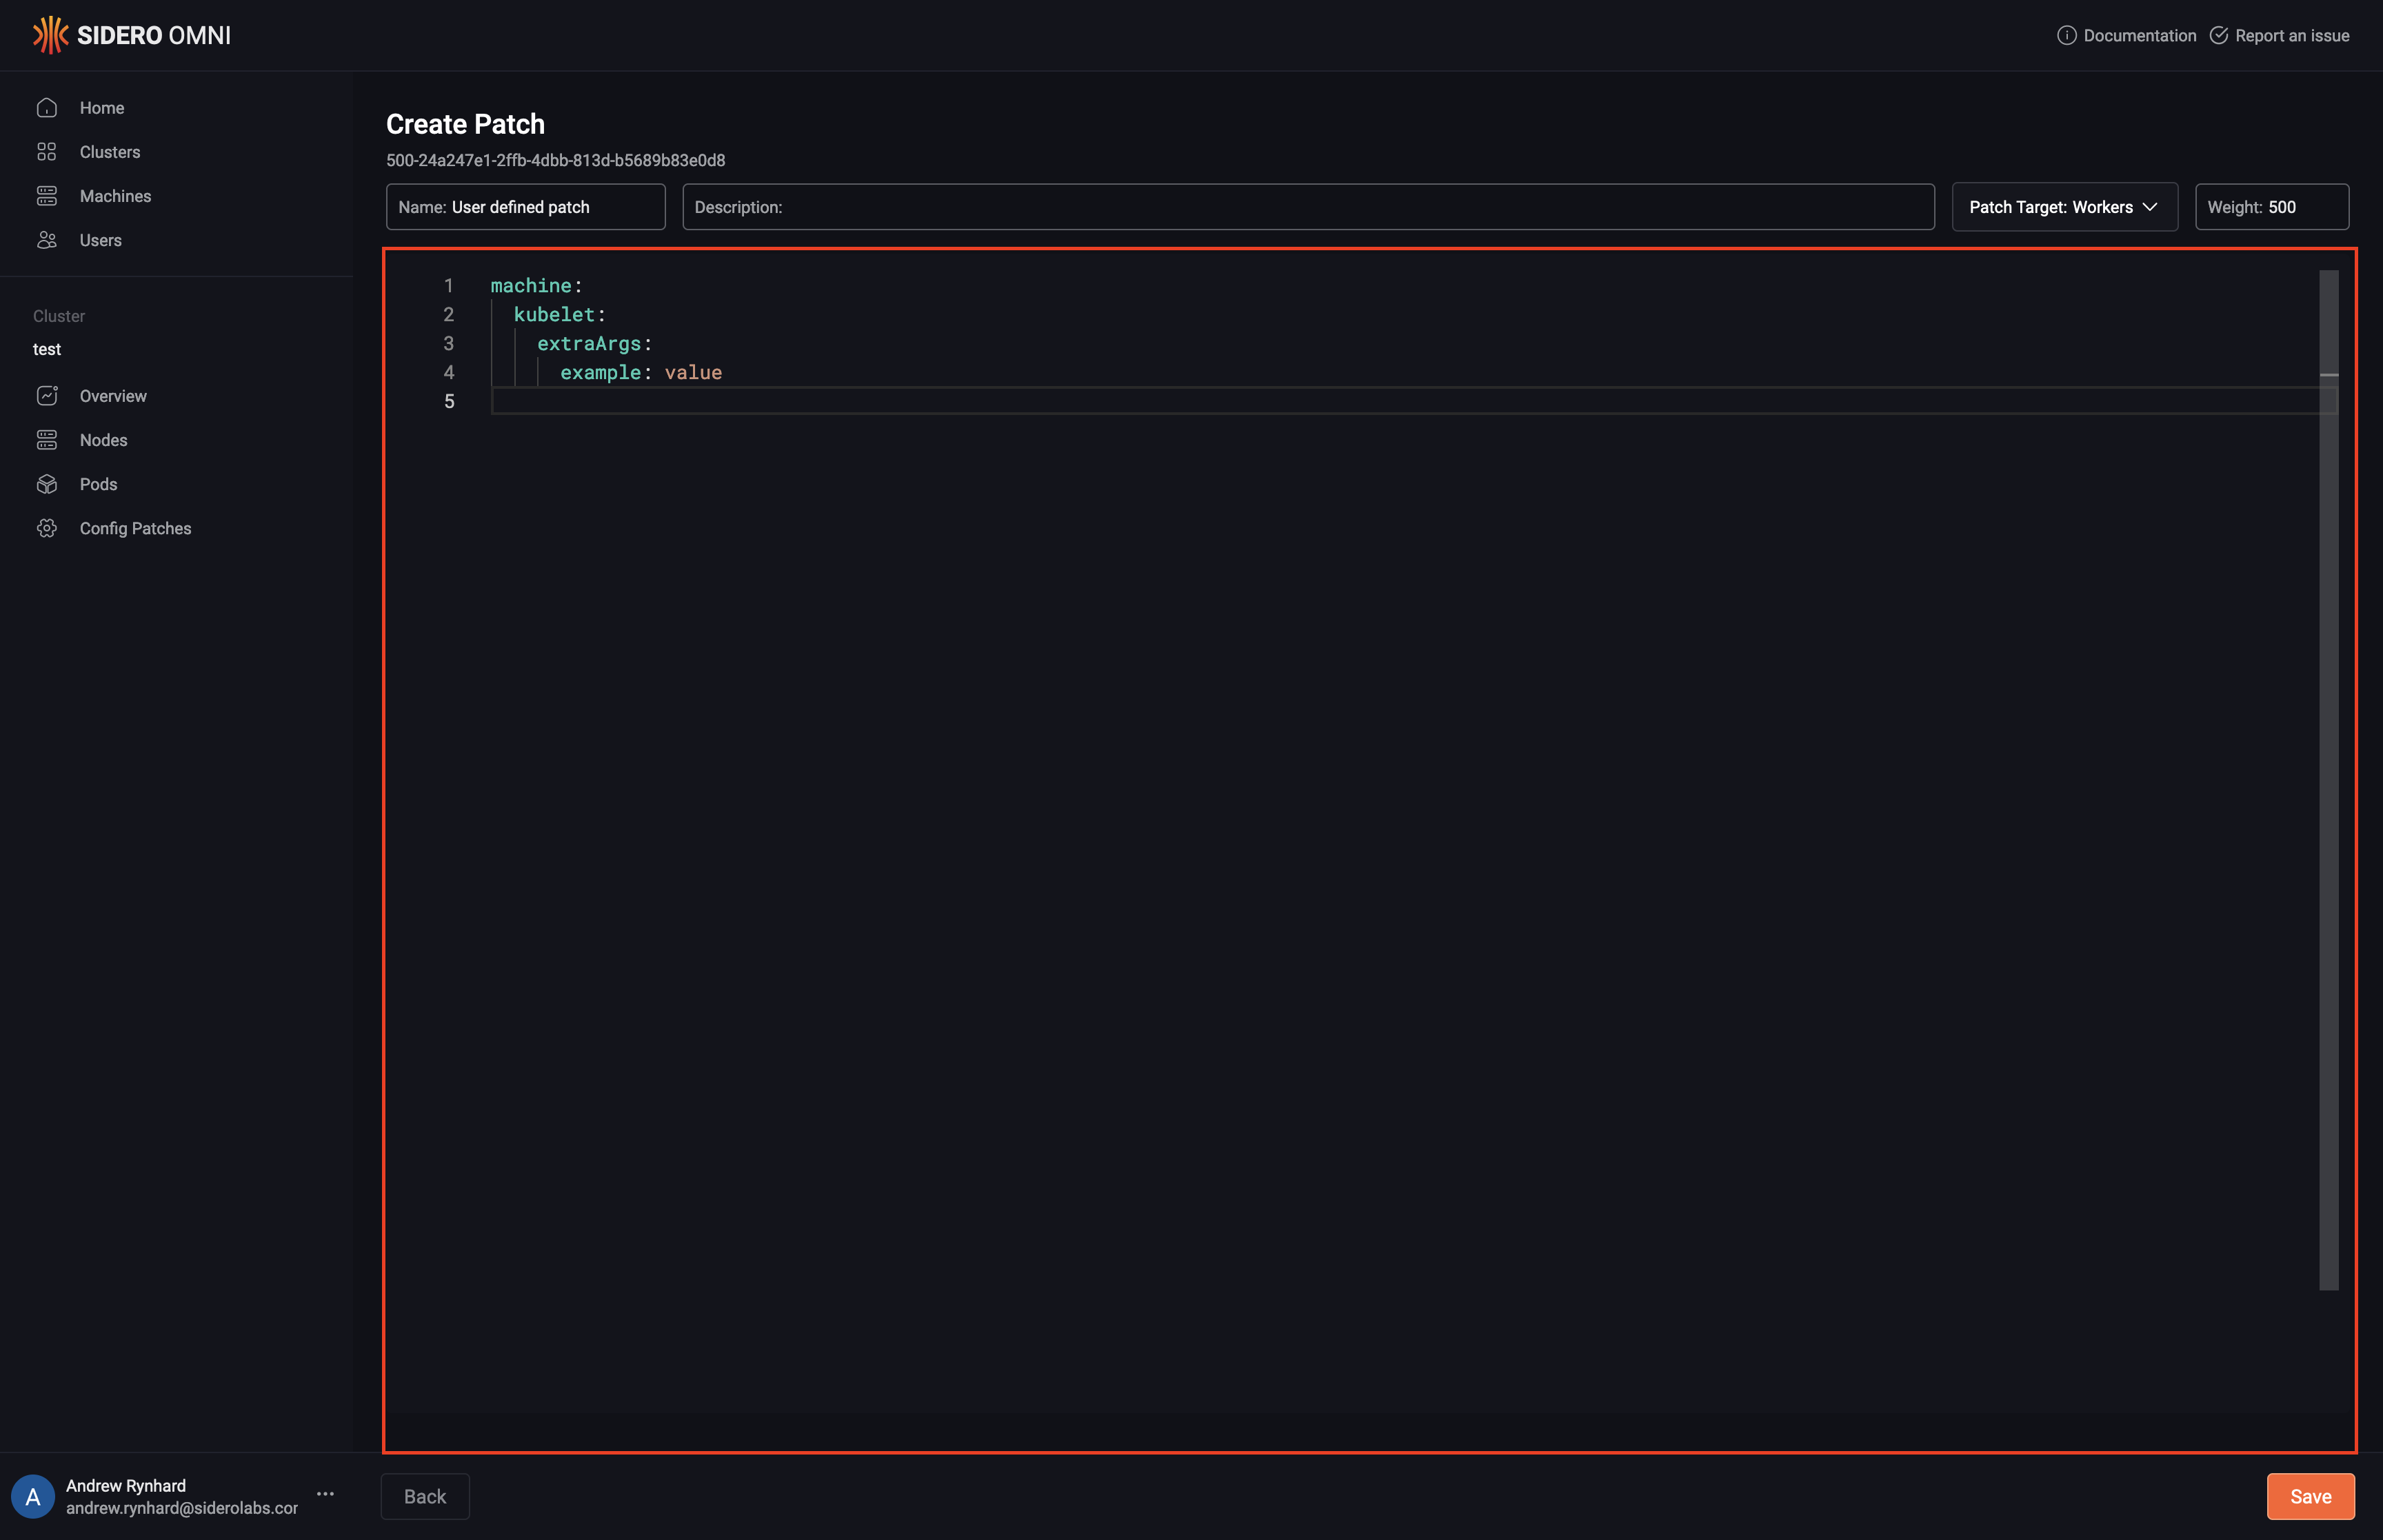 SIDERO OMNI
Documentation
Report an issue
Home
Clusters
Machines
Users
Cluster
test
Overview
Nodes
Pods
Config Patches
Create Patch
500-24a247e1-2ffb-4dbb-813d-b5689b83e0d8
Name: User defined patch
Description:
Patch Target: Workers
Weight: 500
1 machine:
2 kubelet:
3 extraArgs:
4 example: value
5
A
Andrew Rynhard
andrew.rynhard@siderolabs.cor
Back
Save